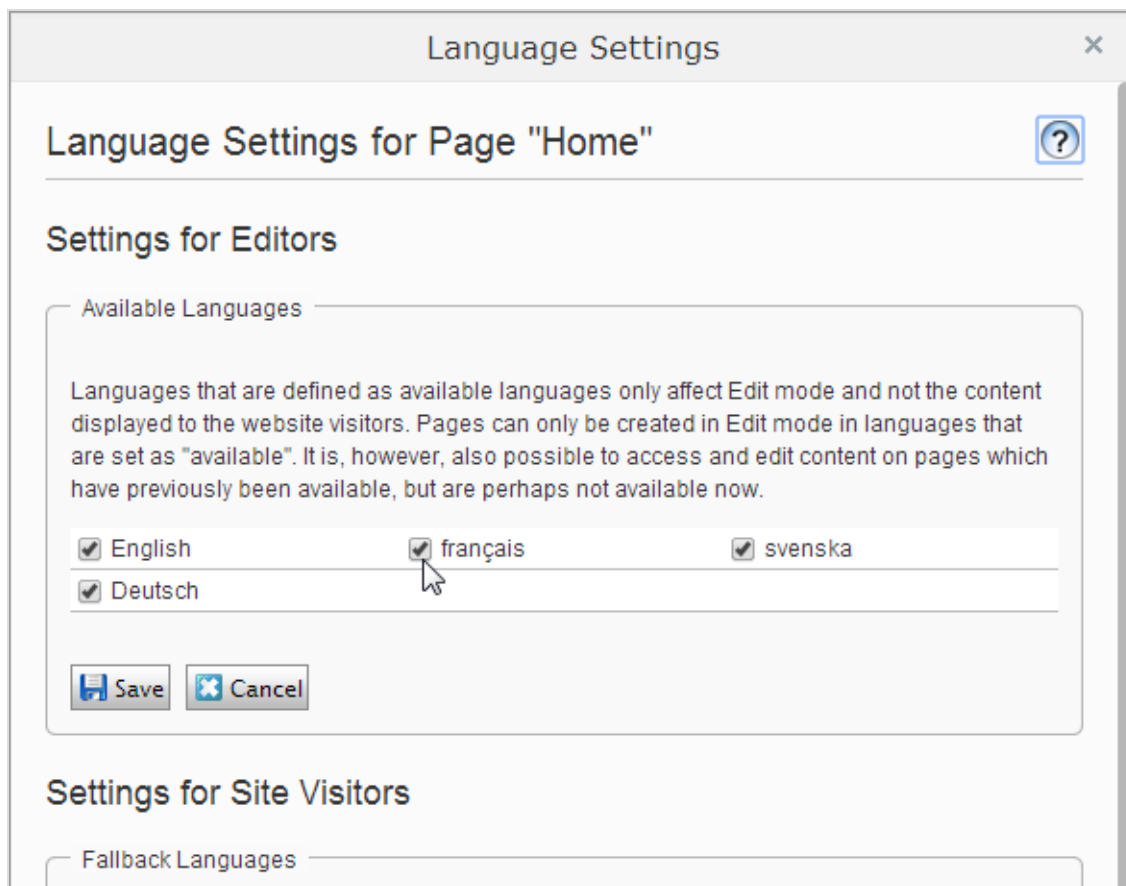 Language Settings
Language Settings for Page "Home"
Settings for Editors
Available Languages
Languages that are defined as available languages only affect Edit mode and not the content
displayed to the website visitors. Pages can only be created in Edit mode in languages that
are set as "available". It is, however, also possible to access and edit content on pages which
have previously been available, but are perhaps not available now.
English français svenska
Deutsch
Save Cancel
Settings for Site Visitors
Fallback Languages